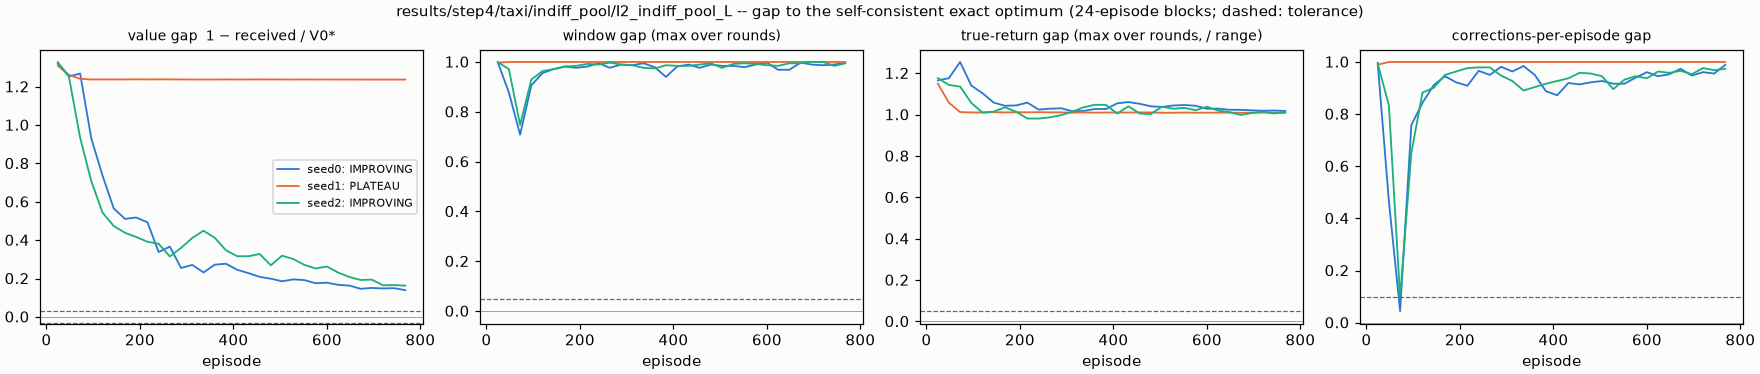 results/step4/taxi/indiff_pool/l2_indiff_pool_L -- gap to the self-consistent exact optimum (24-episode blocks; dashed: tolerance)
value gap 1 − received / V0*
1.2
1.0
0.8
0.6
0.4
0.2
0.0
seed0: IMPROVING
seed1: PLATEAU
seed2: IMPROVING
0 200 400 600 800
episode
window gap (max over rounds)
1.0
0.8
0.6
0.4
0.2
0.0
0 200 400 600 800
episode
true-return gap (max over rounds, / range)
1.2
1.0
0.8
0.6
0.4
0.2
0.0
0 200 400 600 800
episode
corrections-per-episode gap
1.0
0.8
0.6
0.4
0.2
0.0
0 200 400 600 800
episode